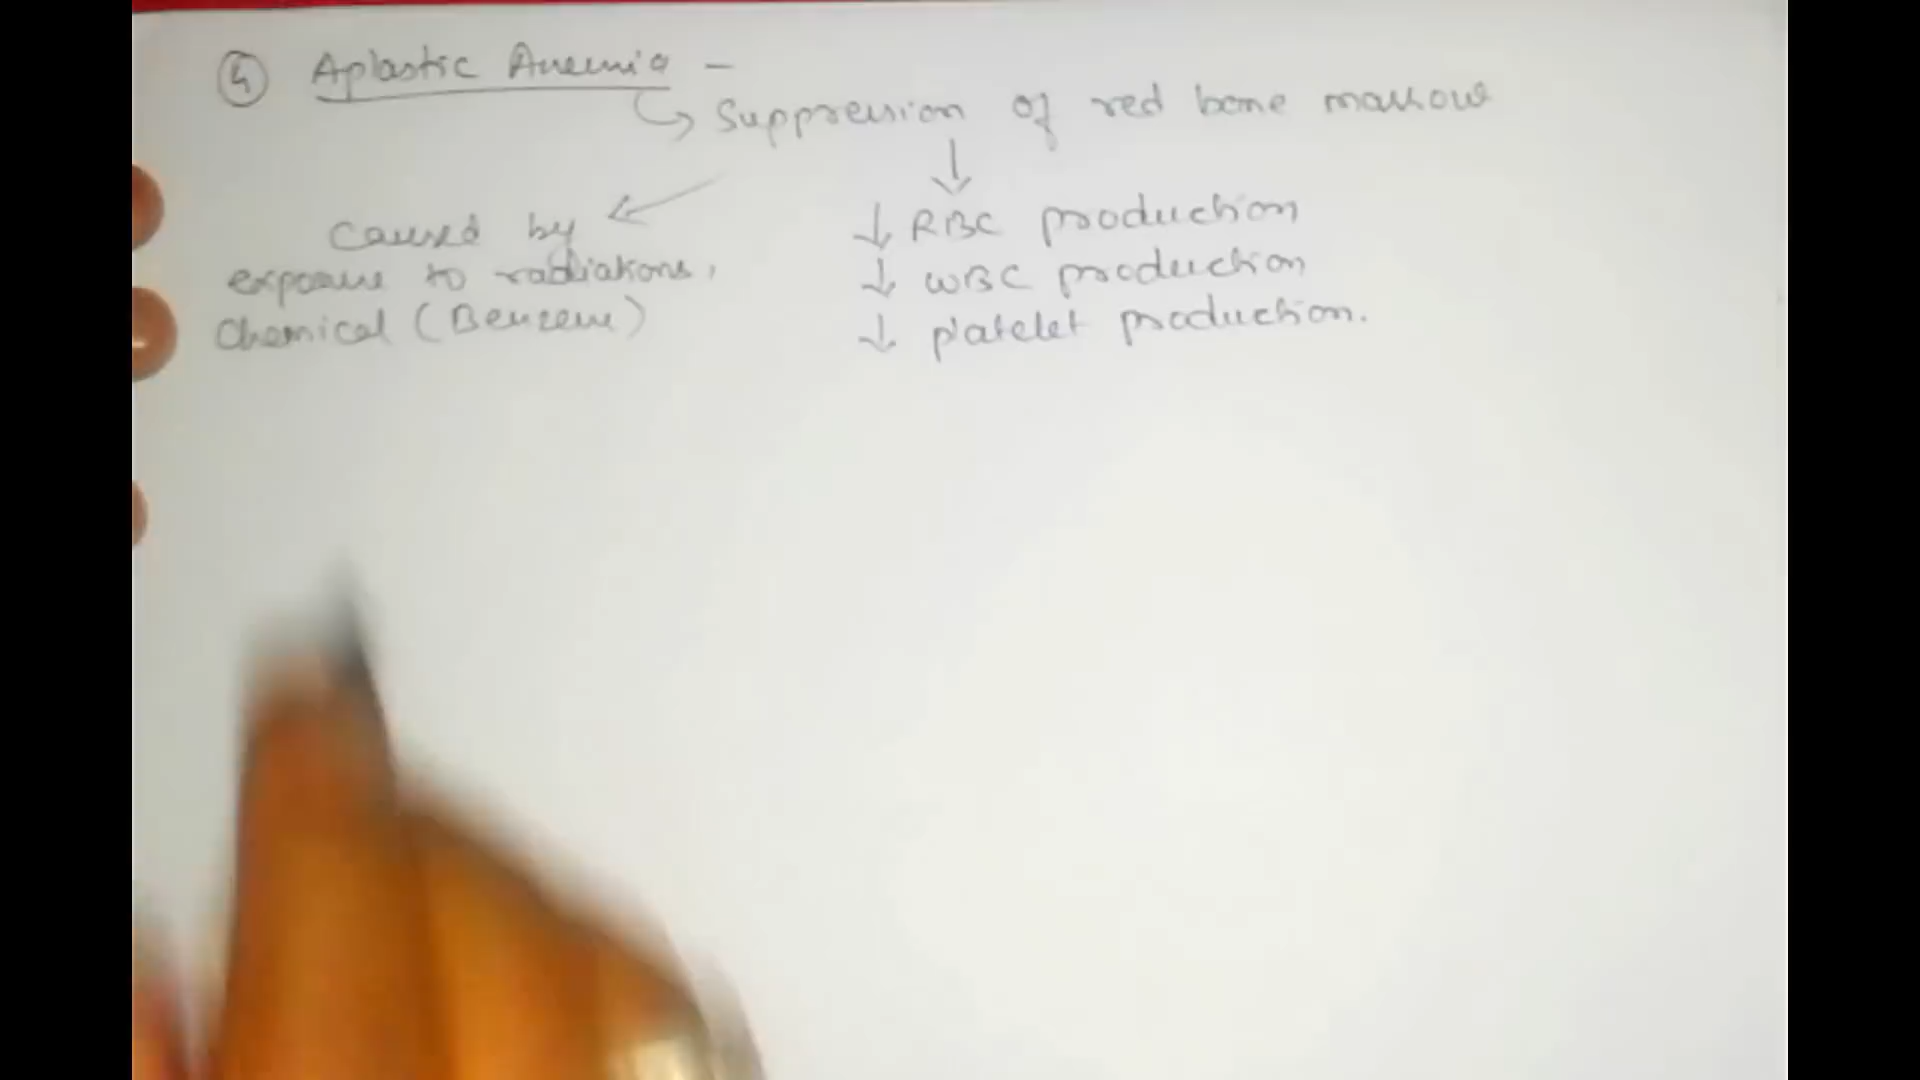 5 Aplastic Anemia -
↳ Suppression of red bone marrow
↓
Caused by ↙
exposure to radiations,
Chemical (Benzene)
↓ RBC production
↓ WBC production
↓ platelet production.